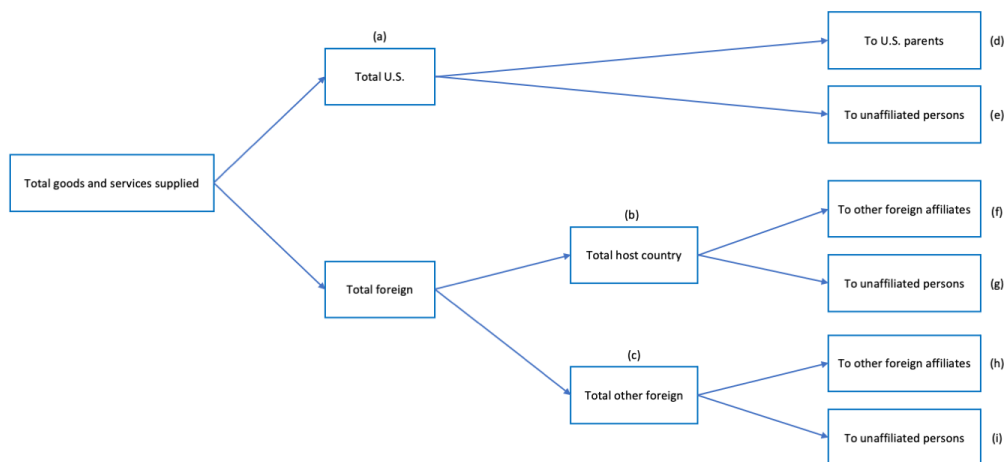 (a)
To U.S. parents
(d)
Total U.S.
To unaffiliated persons
(e)
Total goods and services supplied
To other foreign affiliates
(f)
(b)
Total host country
To unaffiliated persons
(g)
Total foreign
(c)
To other foreign affiliates
(h)
Total other foreign
To unaffiliated persons
(i)